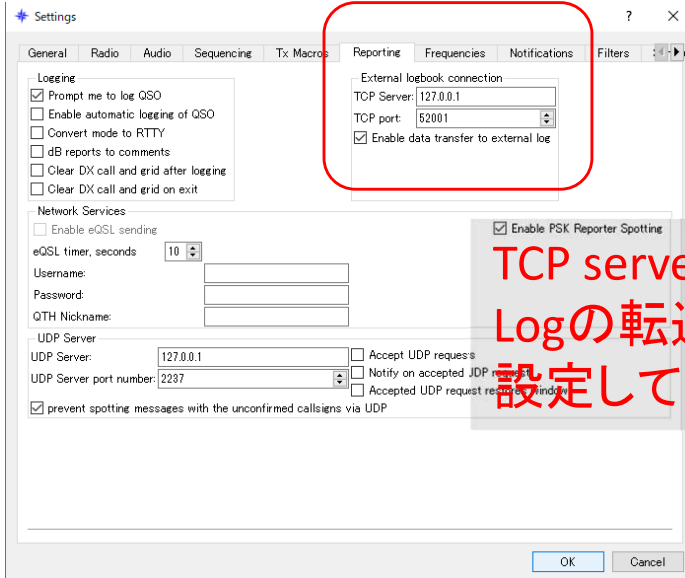 Settings
General Radio Audio Sequencing Tx Macros Reporting Frequencies Notifications Filters
Logging
Prompt me to log QSO
Enable automatic logging of QSO
Convert mode to RTTY
dB reports to comments
Clear DX call and grid after logging
Clear DX call and grid on exit
External logbook connection
TCP Server: 127.0.0.1
TCP port: 52001
Enable data transfer to external log
Network Services
Enable eQSL sending
Enable PSK Reporter Spotting
eQSL timer, seconds 10
Username:
Password:
QTH Nickname:
TCP serve
Logの転送
設定して
UDP Server
UDP Server: 127.0.0.1
UDP Server port number: 2237
Accept UDP requests
Notify on accepted UDP request
Accepted UDP request restores window
prevent spotting messages with the unconfirmed callsigns via UDP
OK Cancel